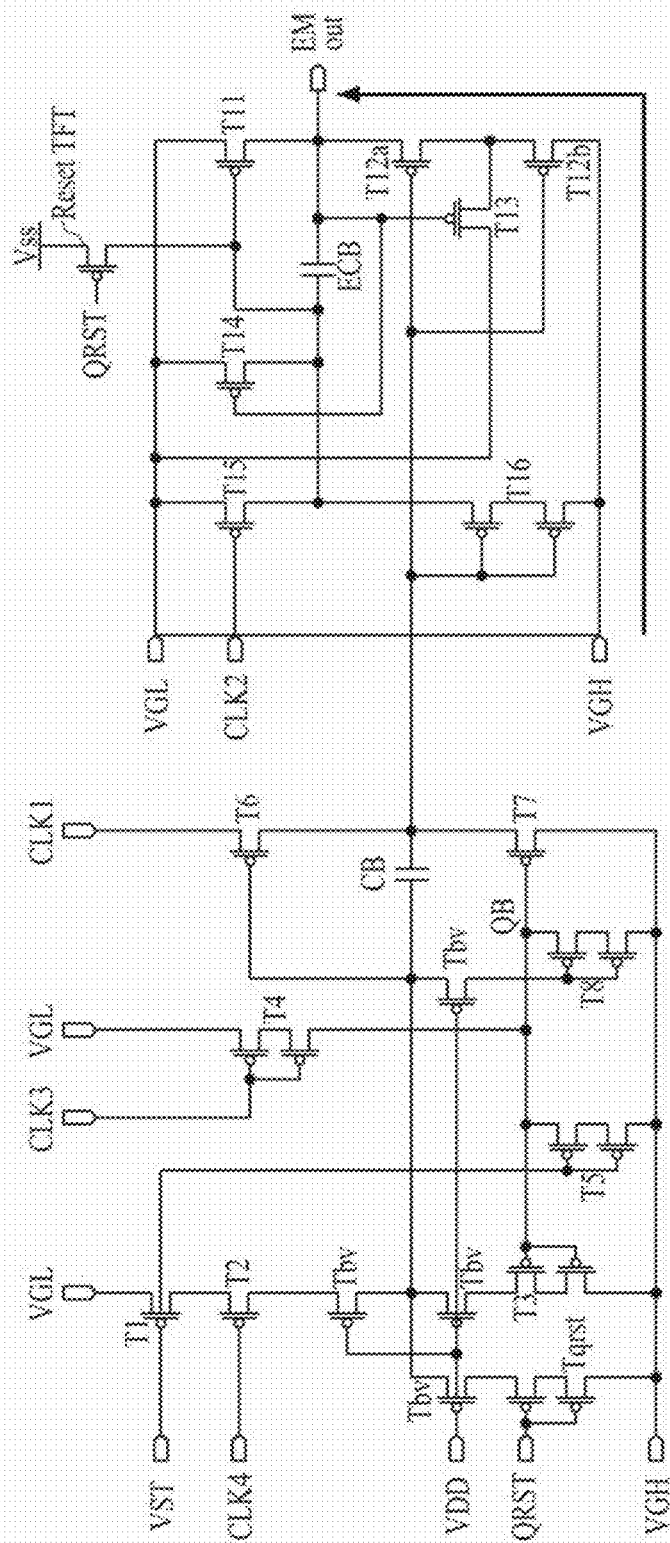 Vss
Reset TFT
QRST
EM
out
T11
T14
ECB
T12a
T13
T12b
T15
T16
VGL
CLK2
VGH
CLK1
T6
CB
T7
QB
Tbv
T8
VGL
T4
CLK3
T5
VGL
T1
T2
Tbv
Tbv
T3
Tbv
Tqrst
VST
CLK4
VDD
QRST
VGH